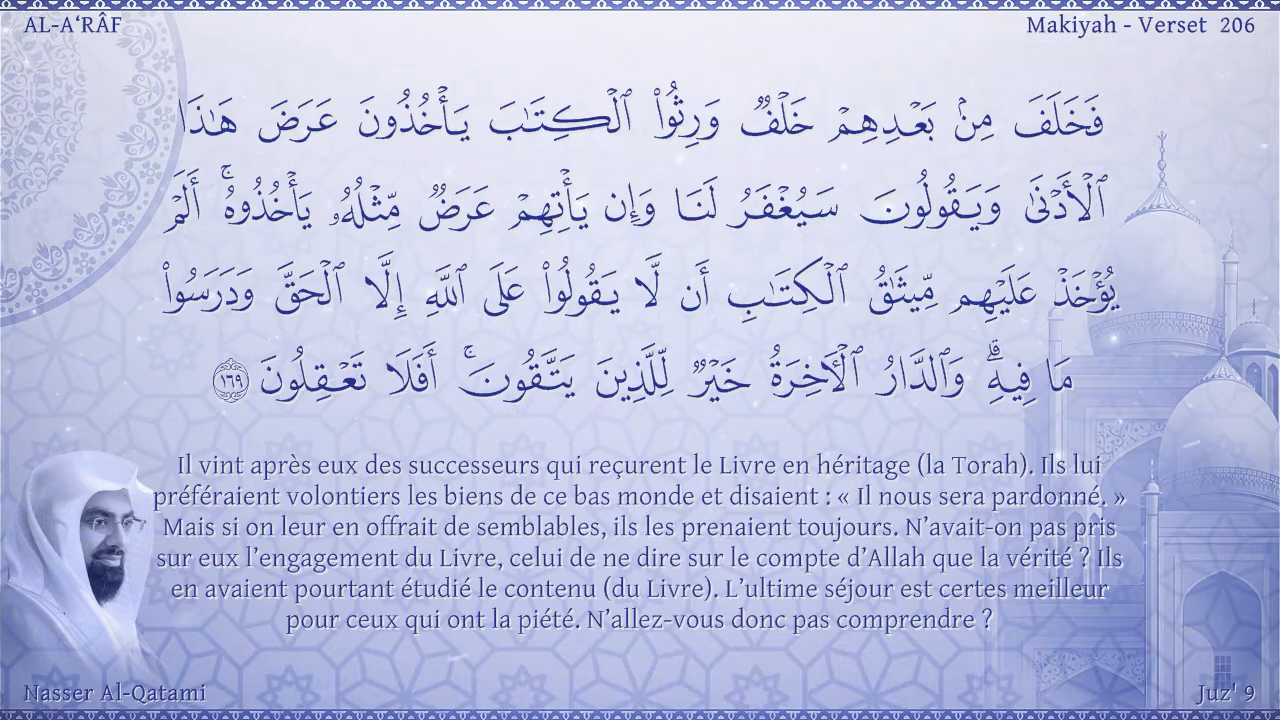 AL-A‘RÂF
Makiyah - Verset 206
فَخَلَفَ مِنۢ بَعْدِهِمْ خَلْفٌ وَرِثُوا۟ ٱلْكِتَـٰبَ يَأْخُذُونَ عَرَضَ هَـٰذَا
ٱلْأَدْنَىٰ وَيَقُولُونَ سَيُغْفَرُ لَنَا وَإِن يَأْتِهِمْ عَرَضٌ مِّثْلُهُۥ يَأْخُذُوهُ ۚ أَلَمْ
يُؤْخَذْ عَلَيْهِم مِّيثَـٰقُ ٱلْكِتَـٰبِ أَن لَّا يَقُولُوا۟ عَلَى ٱللَّهِ إِلَّا ٱلْحَقَّ وَدَرَسُوا۟
مَا فِيهِ ۗ وَٱلدَّارُ ٱلْـَٔاخِرَةُ خَيْرٌ لِّلَّذِينَ يَتَّقُونَ ۚ أَفَلَا تَعْقِلُونَ ١٦٩
Il vint après eux des successeurs qui reçurent le Livre en héritage (la Torah). Ils lui
préféraient volontiers les biens de ce bas monde et disaient : « Il nous sera pardonné. »
Mais si on leur en offrait de semblables, ils les prenaient toujours. N’avait-on pas pris
sur eux l’engagement du Livre, celui de ne dire sur le compte d’Allah que la vérité ? Ils
en avaient pourtant étudié le contenu (du Livre). L’ultime séjour est certes meilleur
pour ceux qui ont la piété. N’allez-vous donc pas comprendre ?
Nasser Al-Qatami
Juz' 9